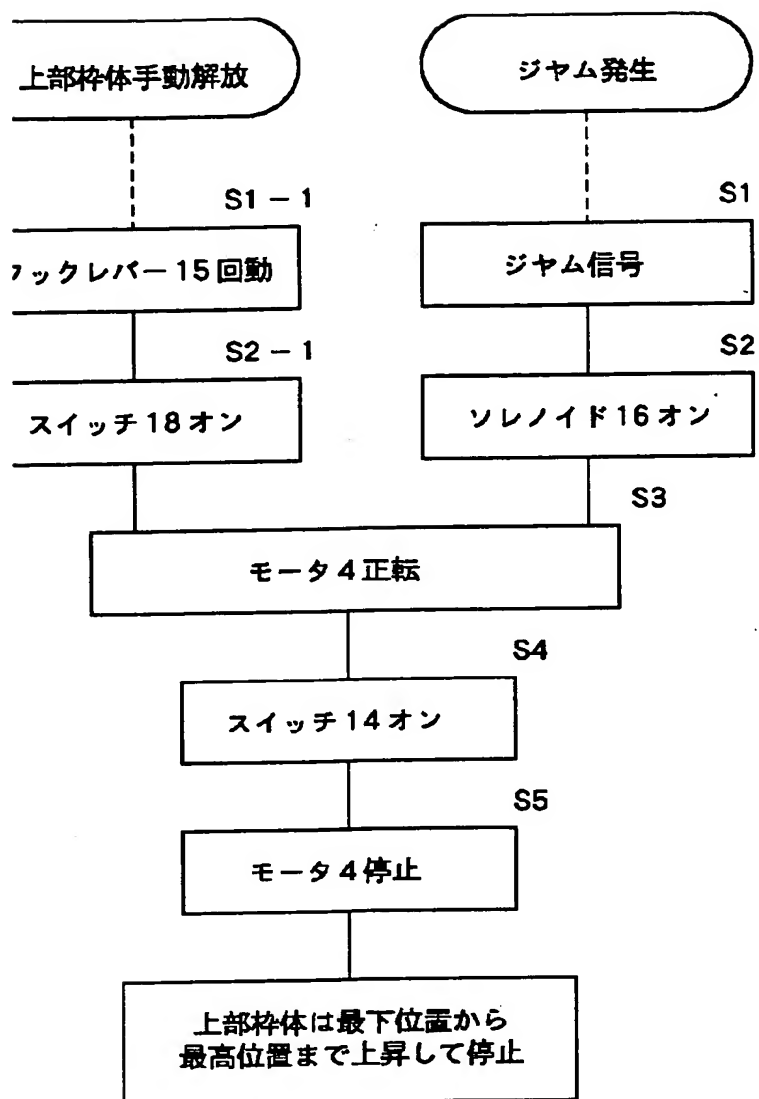 上部枠体手動解放
ジヤム発生
S1-1
フックレバー15回動
S1
ジヤム信号
S2-1
スイッチ18オン
S2
ソレノイド16オン
S3
モータ4正転
S4
スイッチ14オン
S5
モータ4停止
上部枠体は最下位置から
最高位置まで上昇して停止